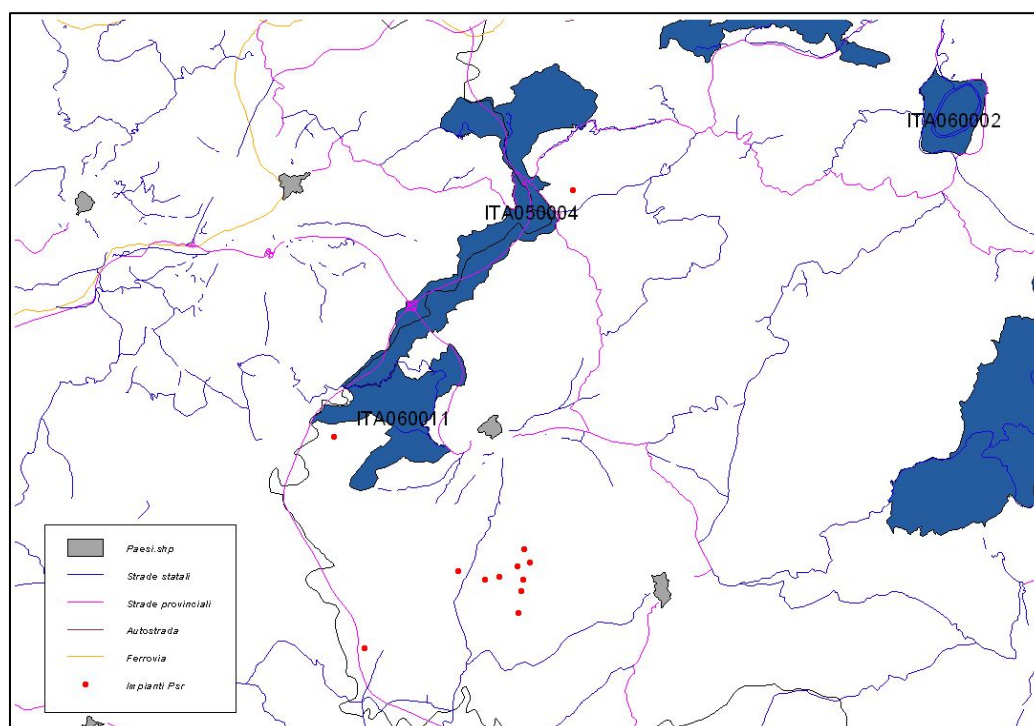 ITA060002
ITA050004
ITA060011
Paesi.shp
Strade statali
Strade provinciali
Autostrada
Ferrovia
Impianti Psr